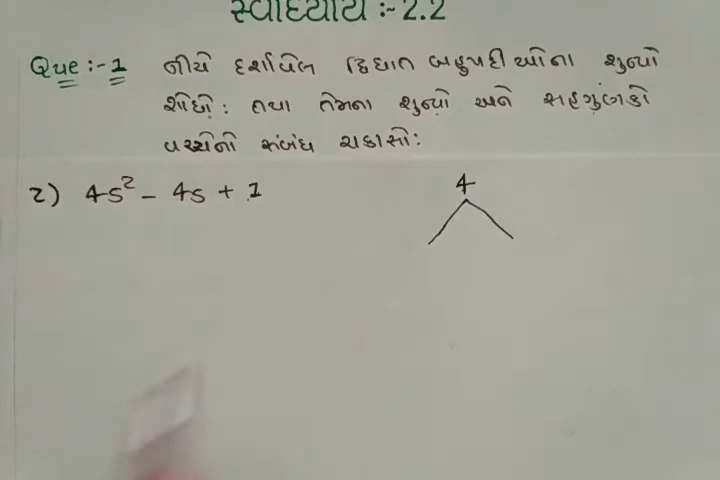 સ્વાધ્યાય :- 2.2
Que :- 1 નીચે દર્શાવેલ દ્વિઘાત બહુપદીઓના શુન્યો
શોધો : તથા તેમના શુન્યો અને સહગુણકો
વચ્ચેનો સંબંધ ચકાસો :
2) 4s² - 4s + 1
4